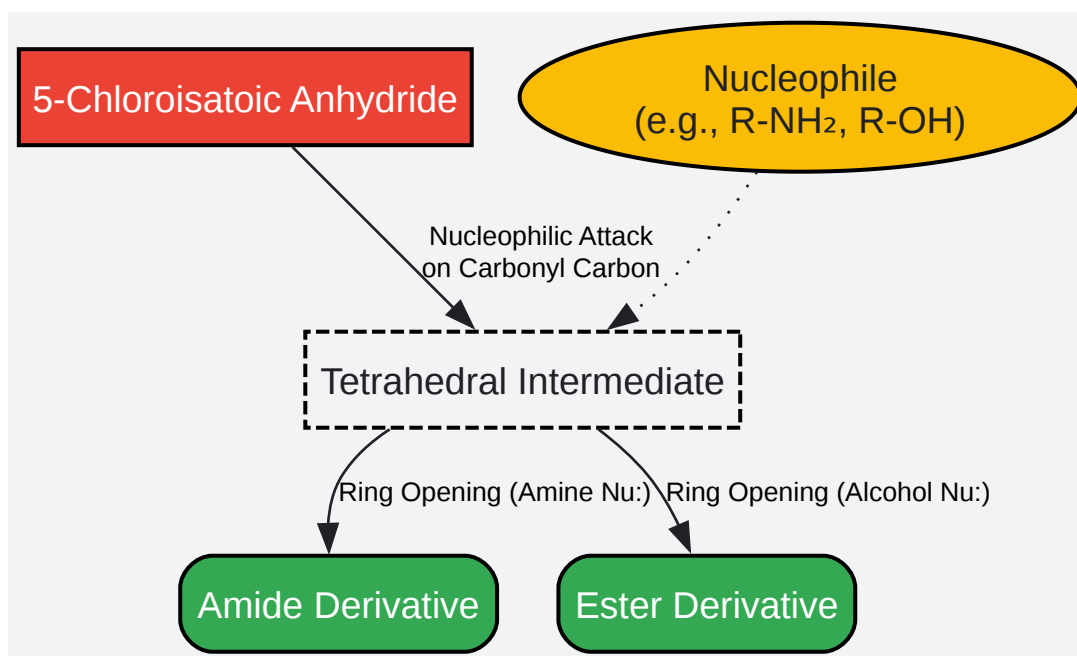 5-Chloroisatoic Anhydride
Nucleophile
(e.g., R-NH₂, R-OH)
Nucleophilic Attack
on Carbonyl Carbon
Tetrahedral Intermediate
Ring Opening (Amine Nu:)
Ring Opening (Alcohol Nu:)
Amide Derivative
Ester Derivative